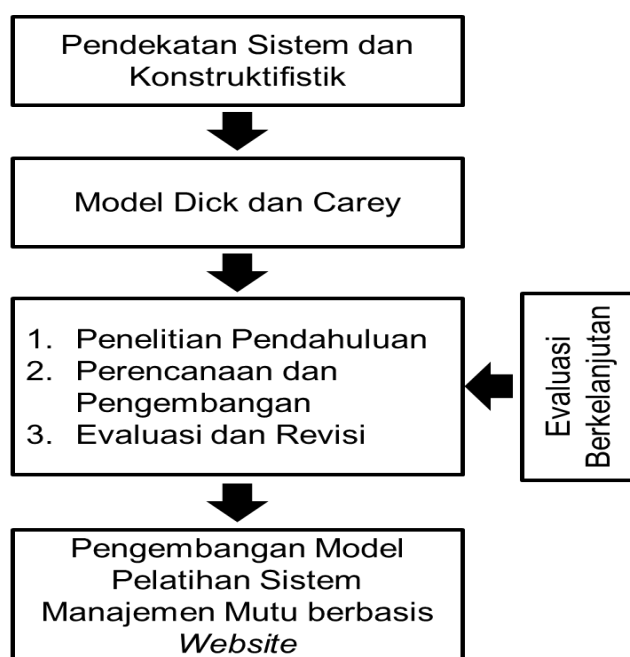 Pendekatan Sistem dan
Konstruktifistik
Model Dick dan Carey
1. Penelitian Pendahuluan
2. Perencanaan dan
Pengembangan
3. Evaluasi dan Revisi
Evaluasi
Berkelanjutan
Pengembangan Model
Pelatihan Sistem
Manajemen Mutu berbasis
Website